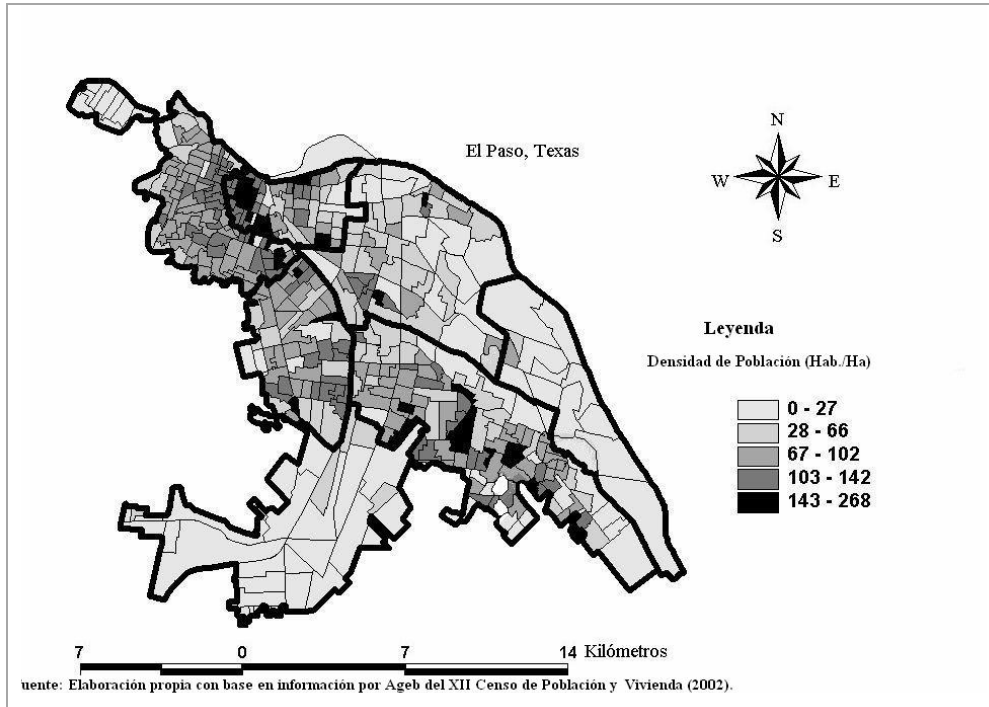 El Paso, Texas
N
W E
S
Leyenda
Densidad de Población (Hab./Ha)
0 - 27
28 - 66
67 - 102
103 - 142
143 - 268
7 0 7 14 Kilómetros
uente: Elaboración propia con base en información por Ageb del XII Censo de Población y Vivienda (2002).